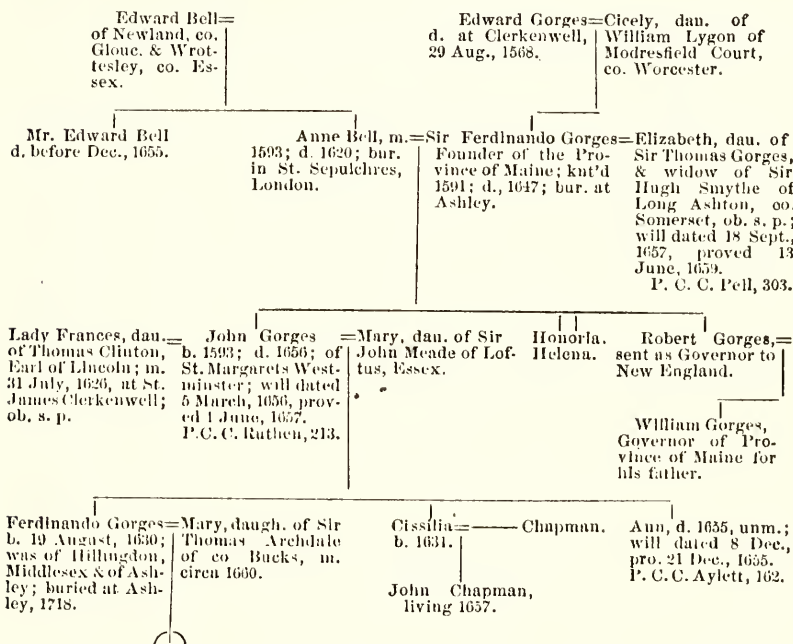 Edward Bell=
of Newland, co.
Glouc. & Wrot-
tesley, co. Es-
sex.
Edward Gorges=Cicely, dau. of
d. at Clerkenwell, William Lygon of
29 Aug., 1568. Modresfield Court,
co. Worcester.
Mr. Edward Bell
d. before Dec., 1655.
Anne Bell, m.=Sir Ferdinando Gorges=Elizabeth, dau. of
1593; d. 1620; bur. Founder of the Pro- Sir Thomas Gorges,
in St. Sepulchres, vince of Maine; knt'd & widow of Sir
London. 1591; d., 1647; bur. at Hugh Smythe of
Ashley. Long Ashton, co.
Somerset, ob. s. p.;
will dated 18 Sept.,
1657, proved 13
June, 1659.
P. C. C. Pell, 303.
Lady Frances, dau.=
of Thomas Clinton,
Earl of Lincoln; m.
31 July, 1626, at St.
James Clerkenwell;
ob. s. p.
John Gorges
b. 1593; d. 1656; of
St. Margarets West-
minster; will dated
5 March, 1656, prov-
ed 1 June, 1657.
P.C.C. Ruthen, 213.
=Mary, dau. of Sir
John Meade of Lof-
tus, Essex.
Honoria.
Helena.
Robert Gorges,=
sent as Governor to
New England.
William Gorges,
Governor of Pro-
vince of Maine for
his father.
Ferdinando Gorges=Mary, daugh. of Sir
b. 19 August, 1630; Thomas Archdale
was of Hillingdon, of co Bucks, m.
Middlesex & of Ash- circa 1660.
ley; buried at Ash-
ley, 1718.
Cissilia=—— Chapman.
b. 1631.
John Chapman,
living 1657.
Ann, d. 1655, unm.;
will dated 8 Dec.,
pro. 21 Dec., 1655.
P. C. C. Aylett, 162.